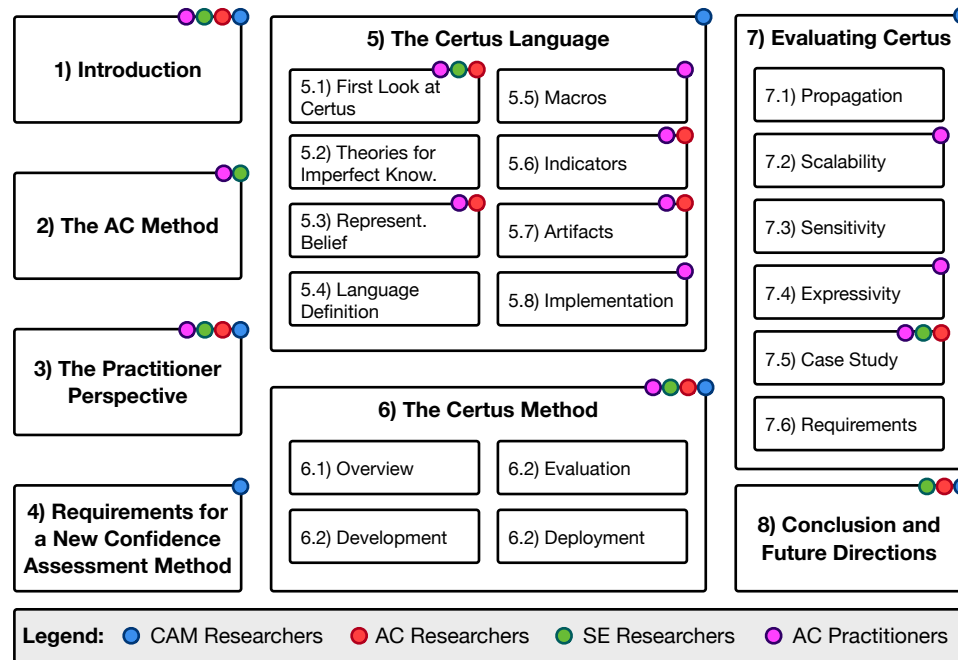 1) Introduction
2) The AC Method
3) The Practitioner
Perspective
4) Requirements for
a New Confidence
Assessment Method
5) The Certus Language
5.1) First Look at
Certus
5.2) Theories for
Imperfect Know.
5.3) Represent.
Belief
5.4) Language
Definition
5.5) Macros
5.6) Indicators
5.7) Artifacts
5.8) Implementation
6) The Certus Method
6.1) Overview
6.2) Evaluation
6.2) Development
6.2) Deployment
7) Evaluating Certus
7.1) Propagation
7.2) Scalability
7.3) Sensitivity
7.4) Expressivity
7.5) Case Study
7.6) Requirements
8) Conclusion and
Future Directions
Legend: CAM Researchers AC Researchers SE Researchers AC Practitioners